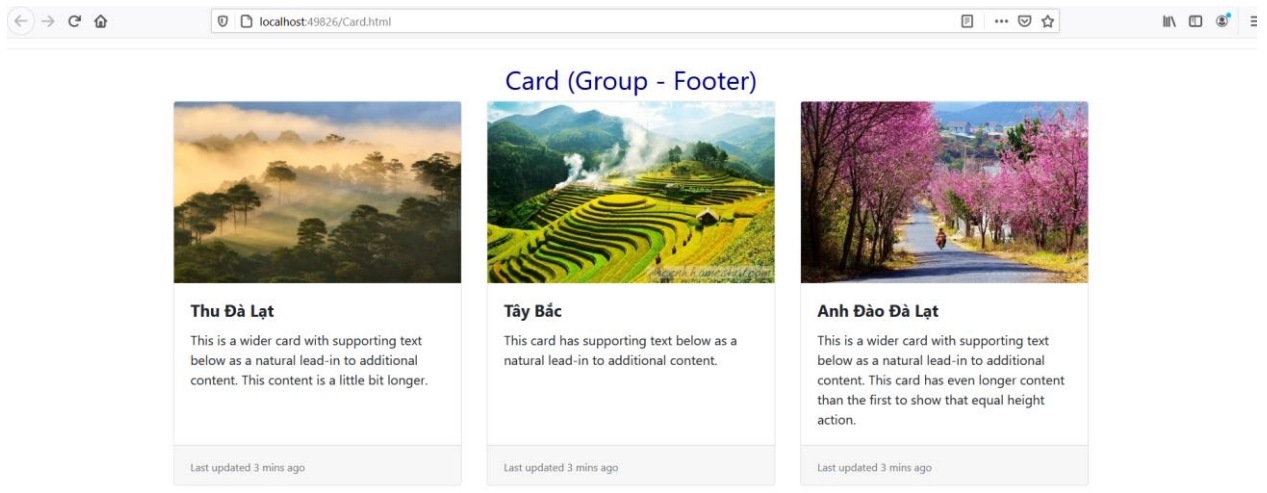 localhost:49826/Card.html
Card (Group - Footer)
Thu Đà Lạt
This is a wider card with supporting text
below as a natural lead-in to additional
content. This content is a little bit longer.
Last updated 3 mins ago
Tây Bắc
This card has supporting text below as a
natural lead-in to additional content.
Last updated 3 mins ago
Anh Đào Đà Lạt
This is a wider card with supporting text
below as a natural lead-in to additional
content. This card has even longer content
than the first to show that equal height
action.
Last updated 3 mins ago